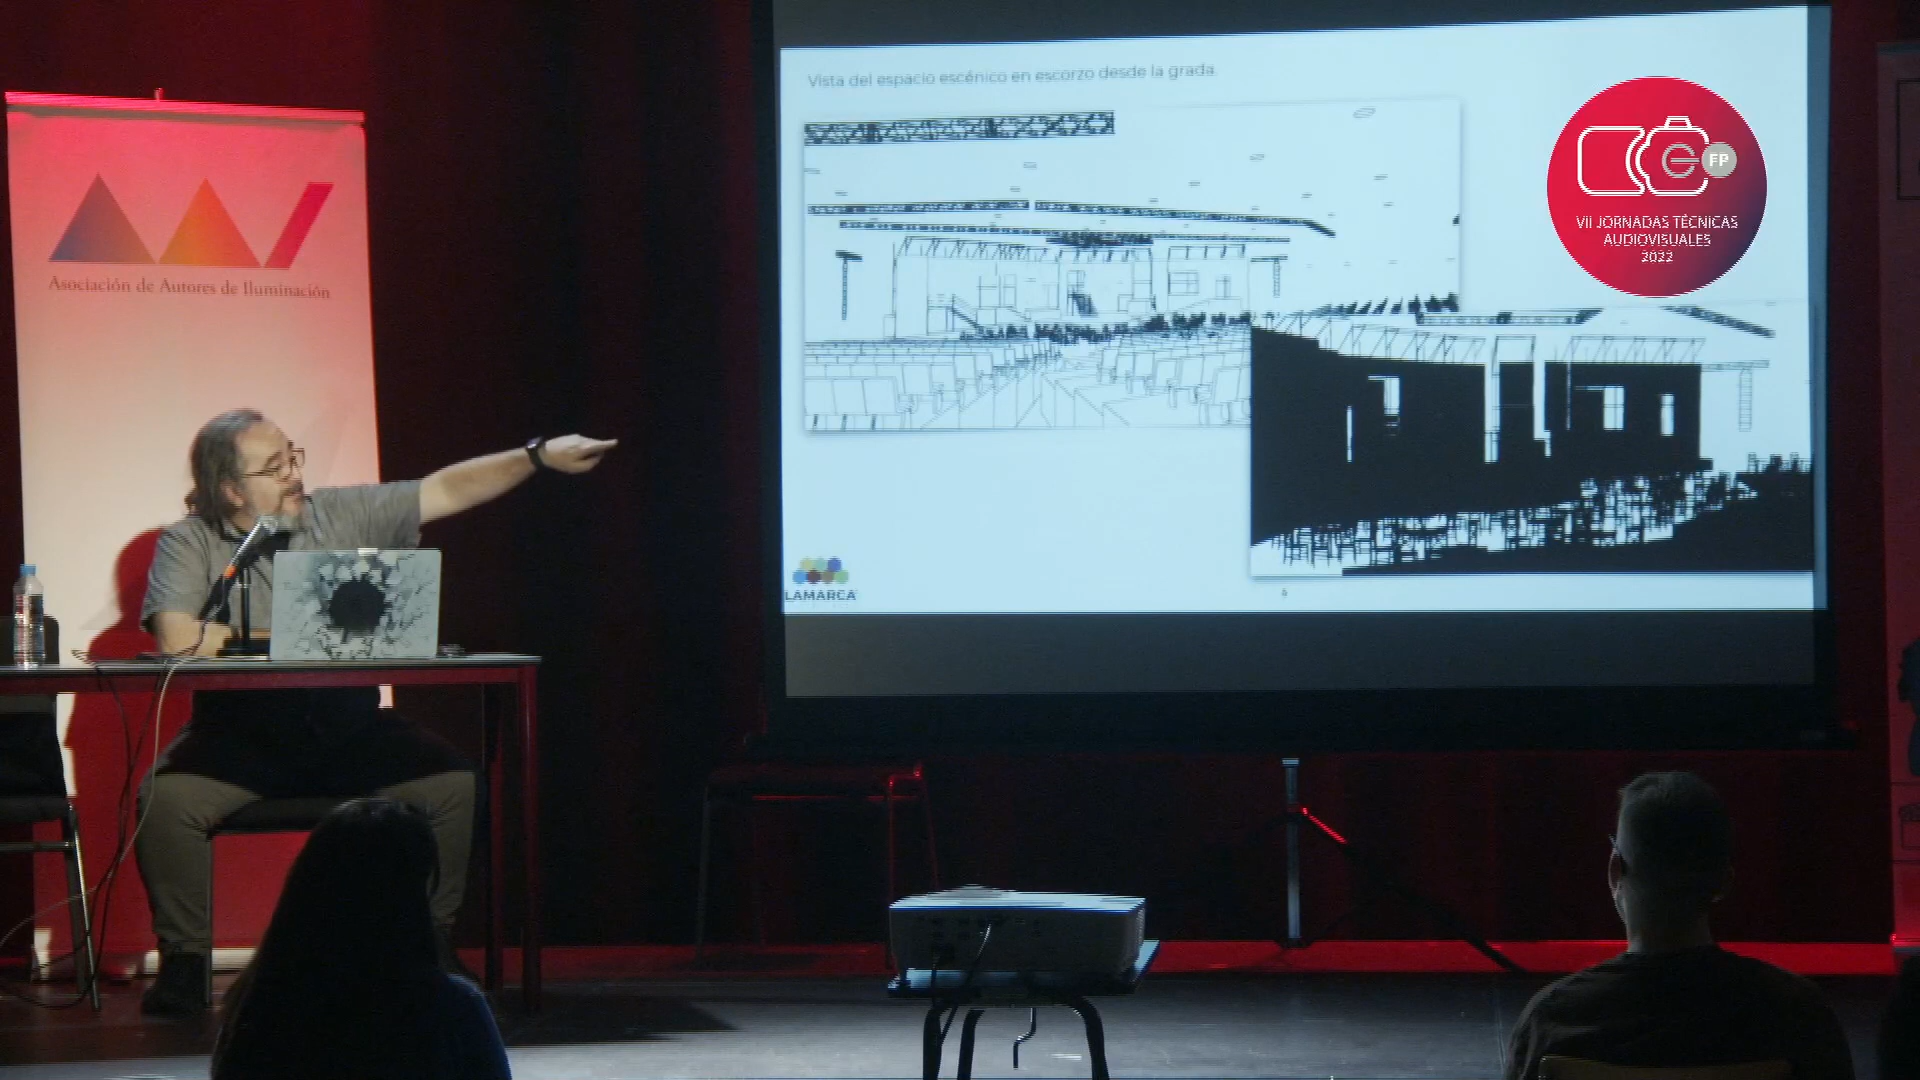 Vista del espacio escénico en escorzo desde la grada.
FP
VII JORNADAS TÉCNICAS
AUDIOVISUALES
2022
Asociación de Autores de Iluminación
LAMARCA